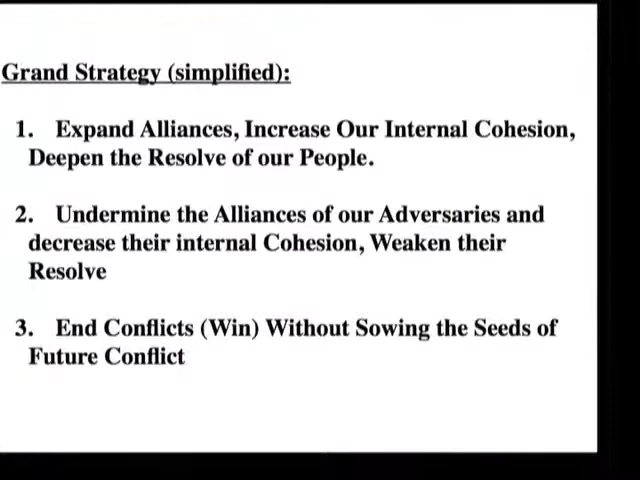 Grand Strategy (simplified):
1. Expand Alliances, Increase Our Internal Cohesion,
Deepen the Resolve of our People.
2. Undermine the Alliances of our Adversaries and
decrease their internal Cohesion, Weaken their
Resolve
3. End Conflicts (Win) Without Sowing the Seeds of
Future Conflict